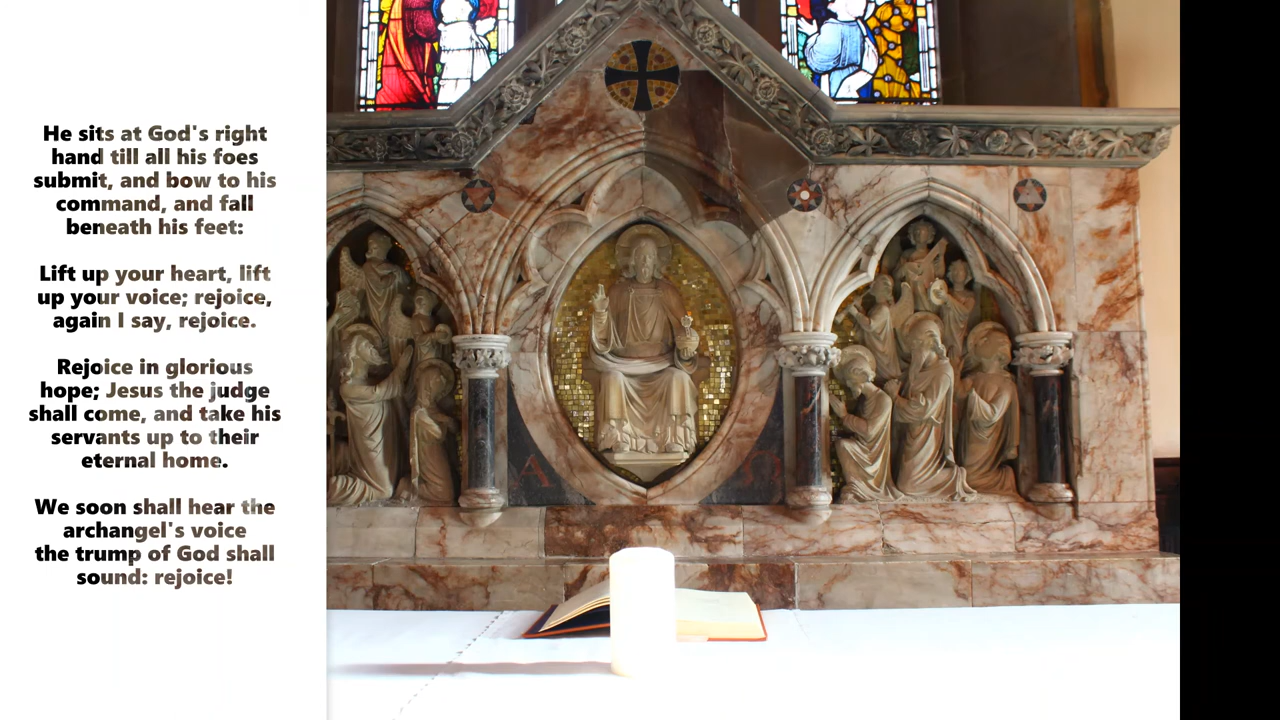 He sits at God's right
hand till all his foes
submit, and bow to his
command, and fall
beneath his feet:
Lift up your heart, lift
up your voice; rejoice,
again I say, rejoice.
Rejoice in glorious
hope; Jesus the judge
shall come, and take his
servants up to their
eternal home.
We soon shall hear the
archangel's voice
the trump of God shall
sound: rejoice!